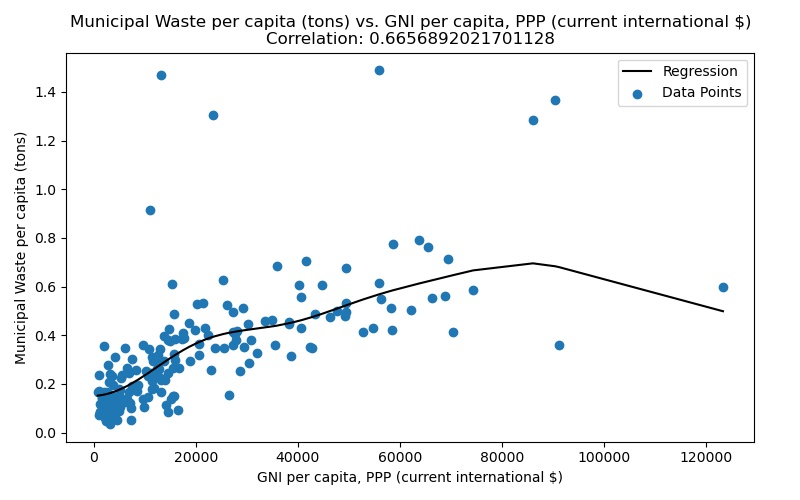 Municipal Waste per capita (tons) vs. GNI per capita, PPP (current international $)
Correlation: 0.6656892021701128
Regression
Data Points
Municipal Waste per capita (tons)
1.4
1.2
1.0
0.8
0.6
0.4
0.2
0.0
0
20000
40000
60000
80000
100000
120000
GNI per capita, PPP (current international $)